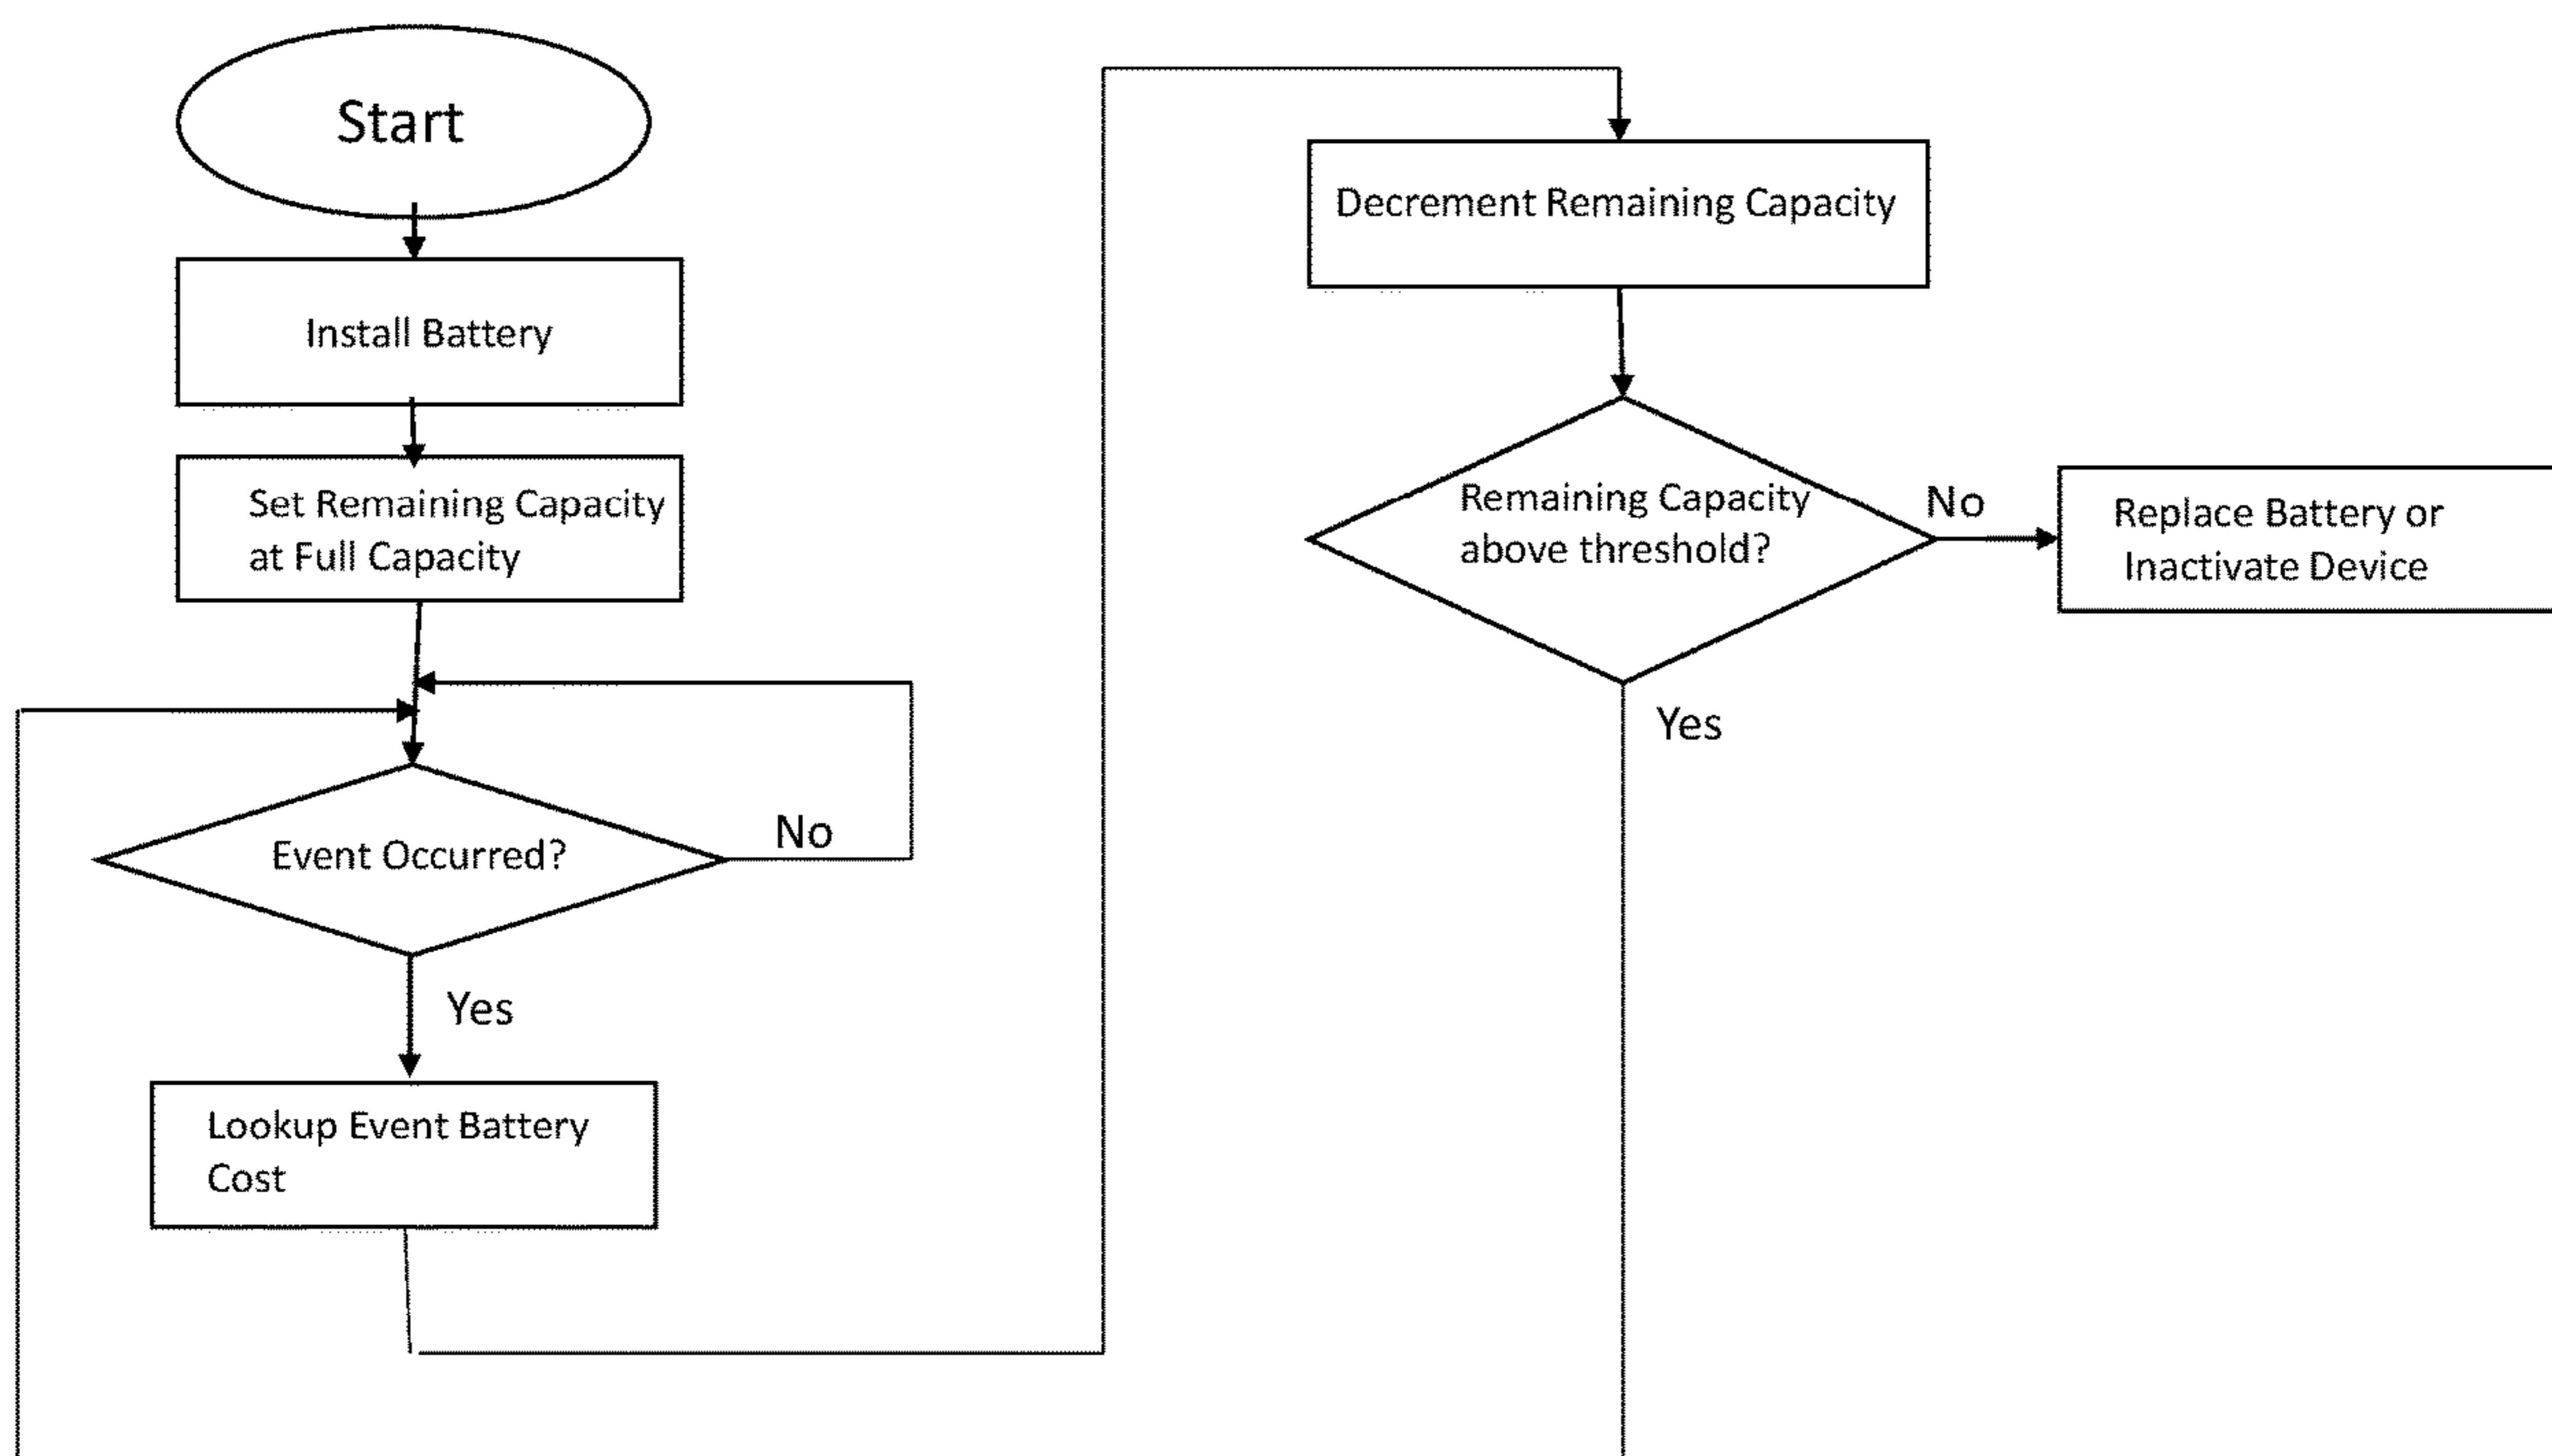 Start
Install Battery
Set Remaining Capacity
at Full Capacity
Event Occurred?
No
Yes
Lookup Event Battery
Cost
Decrement Remaining Capacity
Remaining Capacity
above threshold?
No
Yes
Replace Battery or
Inactivate Device